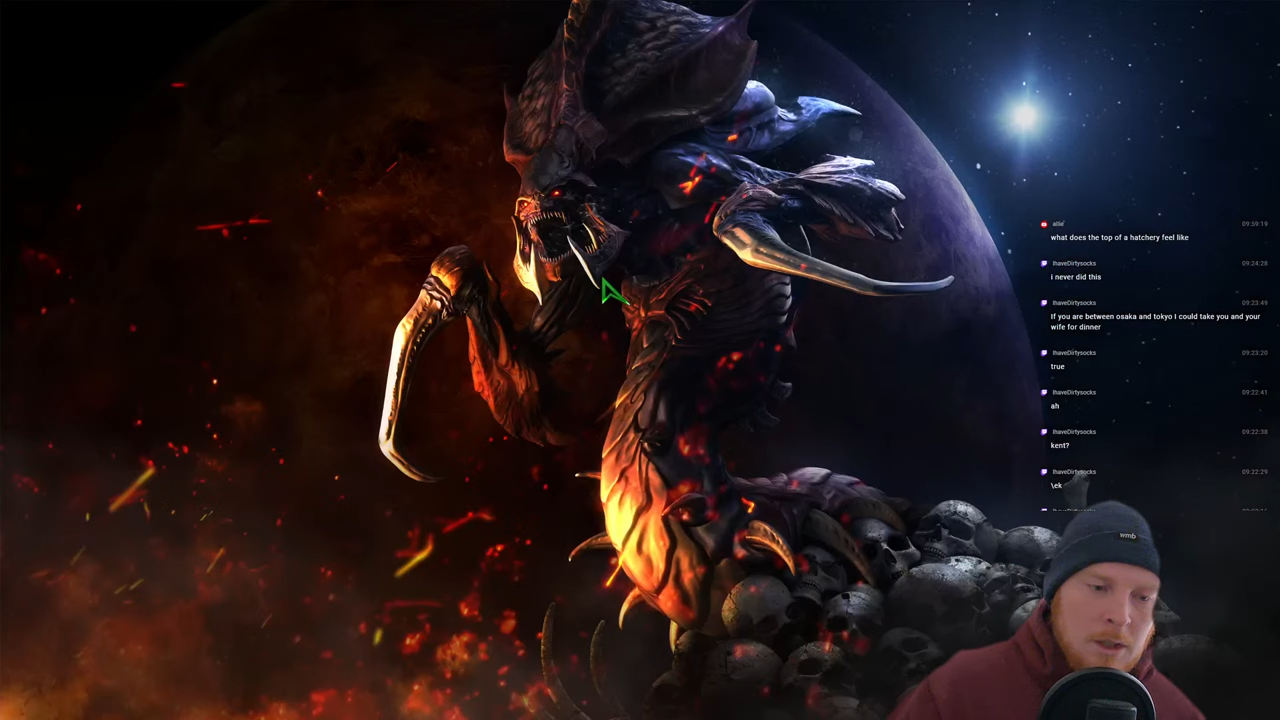 allie 09:59:19
what does the top of a hatchery feel like
IhaveDirtysocks 09:24:28
i never did this
IhaveDirtysocks 09:23:49
If you are between osaka and tokyo I could take you and your
wife for dinner
IhaveDirtysocks 09:23:20
true
IhaveDirtysocks 09:22:41
ah
IhaveDirtysocks 09:22:38
kent?
IhaveDirtysocks 09:22:29
\ek
wmb